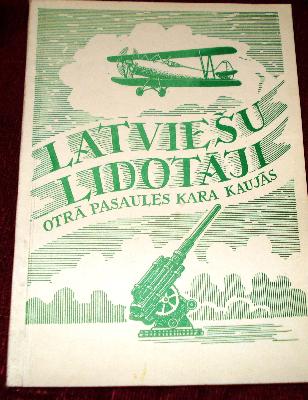 LATVIEŠU
LIDOTĀJI
OTRĀ PASAULES KARA KAUJĀS